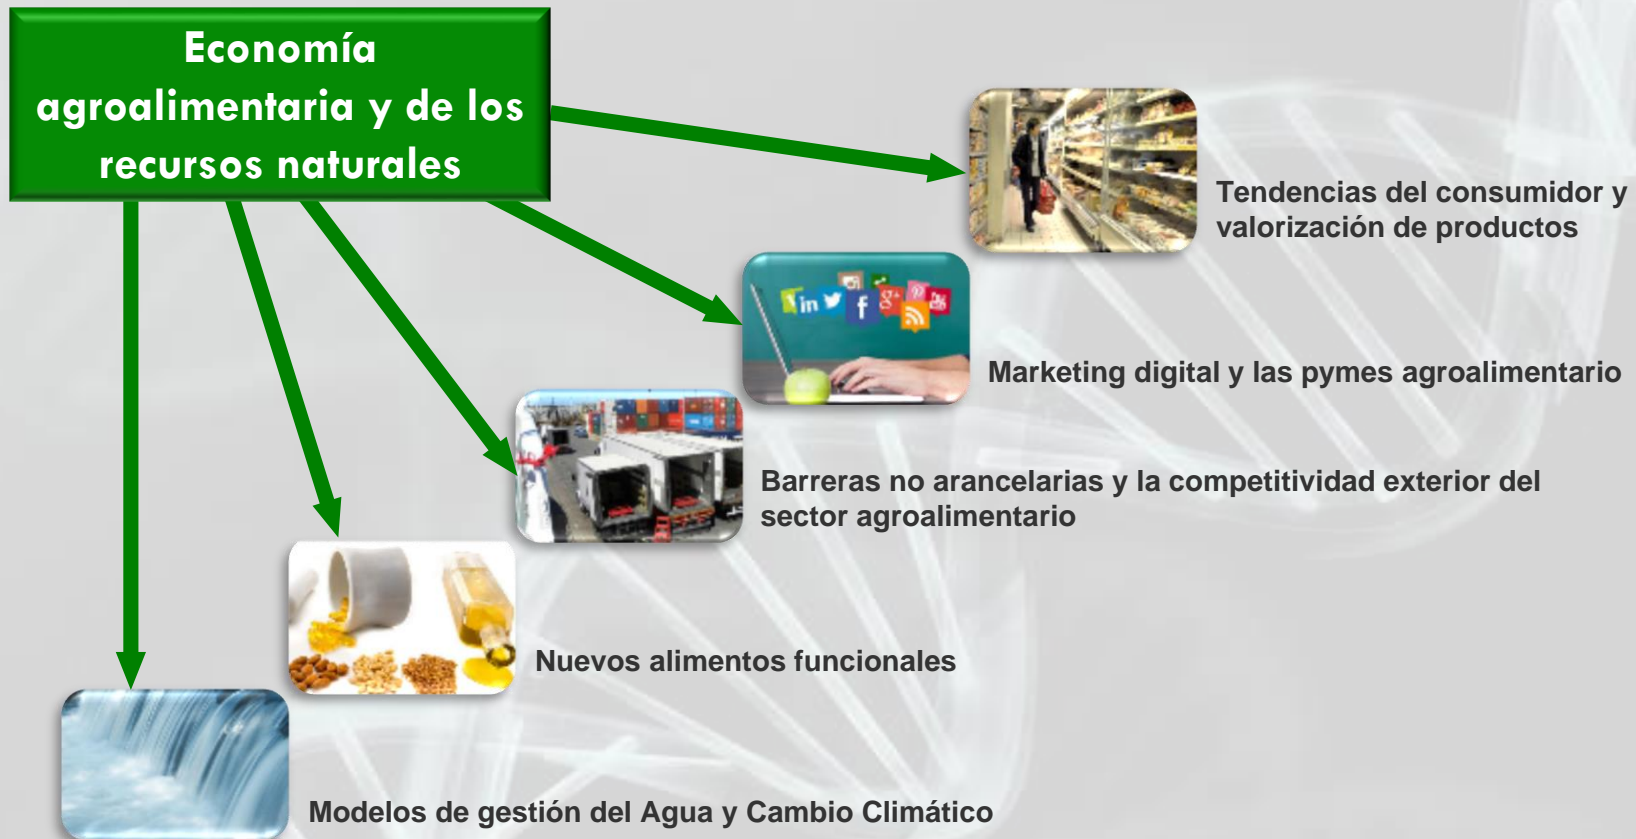 Economía
agroalimentaria y de los
recursos naturales
Tendencias del consumidor y
valorización de productos
in
f
g+
Marketing digital y las pymes agroalimentario
Barreras no arancelarias y la competitividad exterior del
sector agroalimentario
Nuevos alimentos funcionales
Modelos de gestión del Agua y Cambio Climático